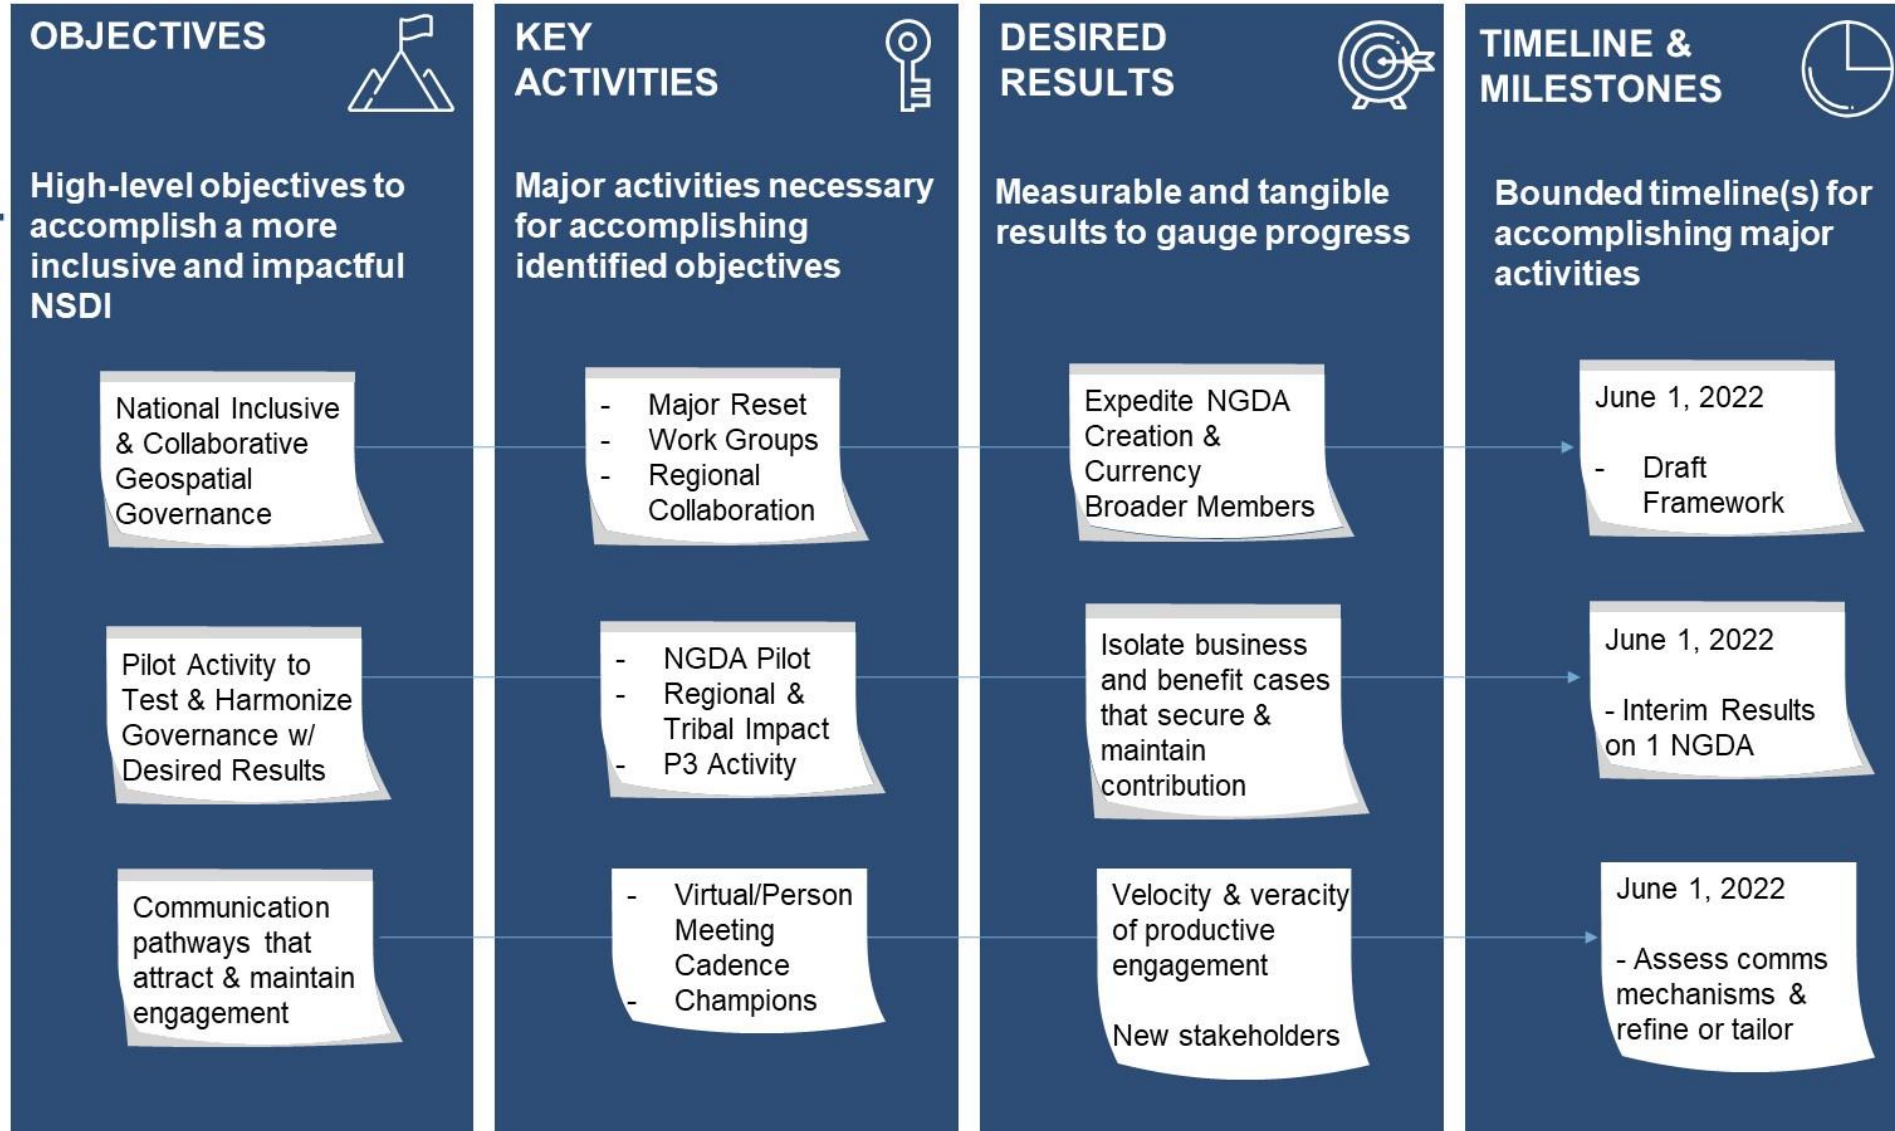 OBJECTIVES
High-level objectives to
accomplish a more
inclusive and impactful
NSDI
National Inclusive
& Collaborative
Geospatial
Governance
Pilot Activity to
Test & Harmonize
Governance w/
Desired Results
Communication
pathways that
attract & maintain
engagement
KEY
ACTIVITIES
Major activities necessary
for accomplishing
identified objectives
- Major Reset
- Work Groups
- Regional
Collaboration
- NGDA Pilot
- Regional &
Tribal Impact
- P3 Activity
- Virtual/Person
Meeting
Cadence
- Champions
DESIRED
RESULTS
Measurable and tangible
results to gauge progress
Expedite NGDA
Creation &
Currency
Broader Members
Isolate business
and benefit cases
that secure &
maintain
contribution
Velocity & veracity
of productive
engagement
New stakeholders
TIMELINE &
MILESTONES
Bounded timeline(s) for
accomplishing major
activities
June 1, 2022
- Draft
Framework
June 1, 2022
- Interim Results
on 1 NGDA
June 1, 2022
- Assess comms
mechanisms &
refine or tailor